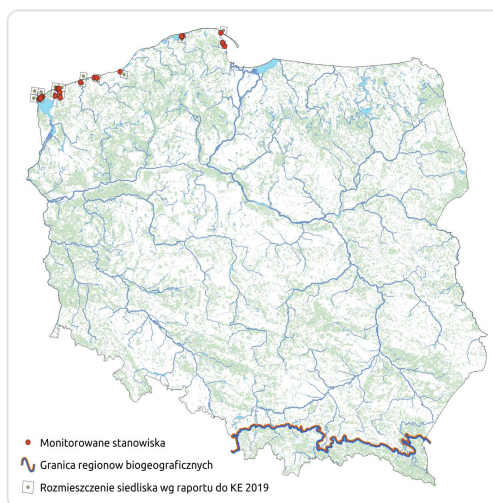 Monitorowane stanowiska
Granica regionow biogeograficznych
Rozmieszczenie siedliska wg raportu do KE 2019